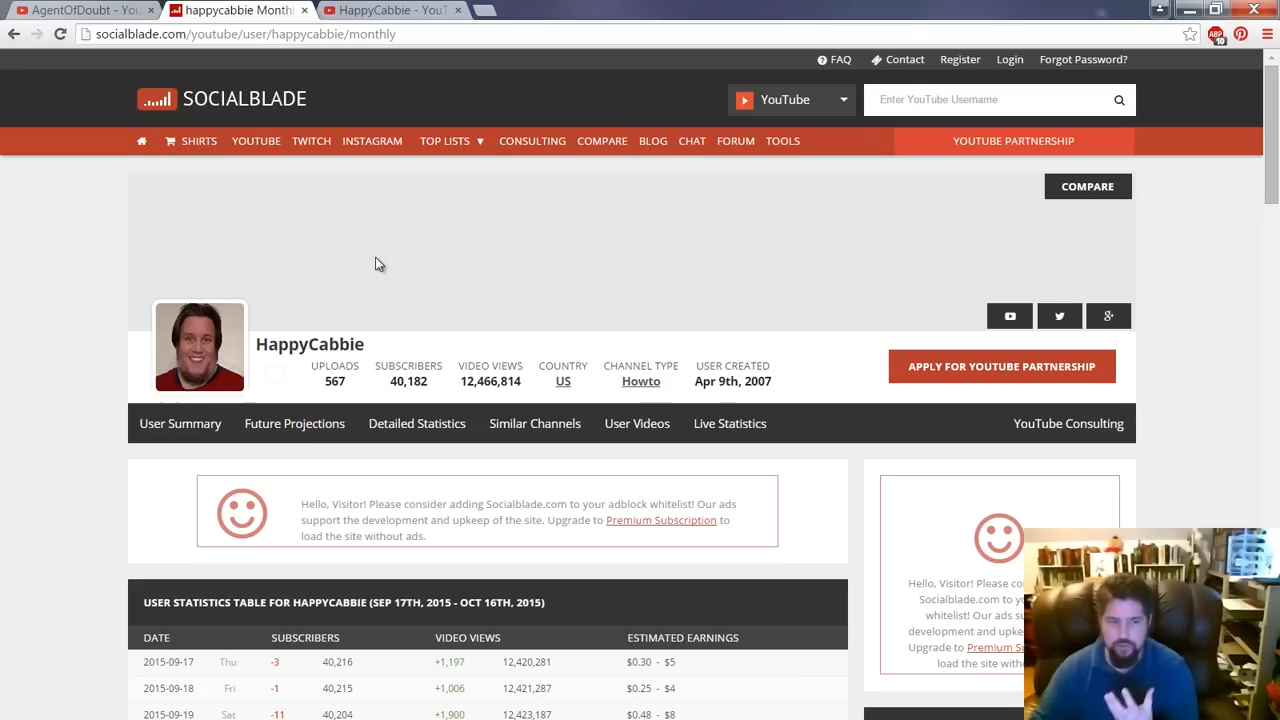 AgentOfDoubt - You
happycabbie Month
HappyCabbie - YouT
socialblade.com/youtube/user/happycabbie/monthly
ABP
10
FAQ
Contact
Register
Login
Forgot Password?
SOCIALBLADE
YouTube
Enter YouTube Username
SHIRTS
YOUTUBE
TWITCH
INSTAGRAM
TOP LISTS
CONSULTING
COMPARE
BLOG
CHAT
FORUM
TOOLS
YOUTUBE PARTNERSHIP
COMPARE
HappyCabbie
UPLOADS SUBSCRIBERS VIDEO VIEWS COUNTRY CHANNEL TYPE USER CREATED
567 40,182 12,466,814 US Howto Apr 9th, 2007
APPLY FOR YOUTUBE PARTNERSHIP
User Summary
Future Projections
Detailed Statistics
Similar Channels
User Videos
Live Statistics
YouTube Consulting
Hello, Visitor! Please consider adding Socialblade.com to your adblock whitelist! Our ads
support the development and upkeep of the site. Upgrade to Premium Subscription to
load the site without ads.
Hello, Visitor! Please
Socialblade.com to
whitelist! Our ads
development and
Upgrade to Premium
load the site
USER STATISTICS TABLE FOR HAPPYCABBIE (SEP 17TH, 2015 - OCT 16TH, 2015)
DATE SUBSCRIBERS VIDEO VIEWS ESTIMATED EARNINGS
2015-09-17 Thu -3 40,216 +1,197 12,420,281 $0.30 - $5
2015-09-18 Fri -1 40,215 +1,006 12,421,287 $0.25 - $4
2015-09-19 Sat -11 40,204 +1,900 12,423,187 $0.48 - $8